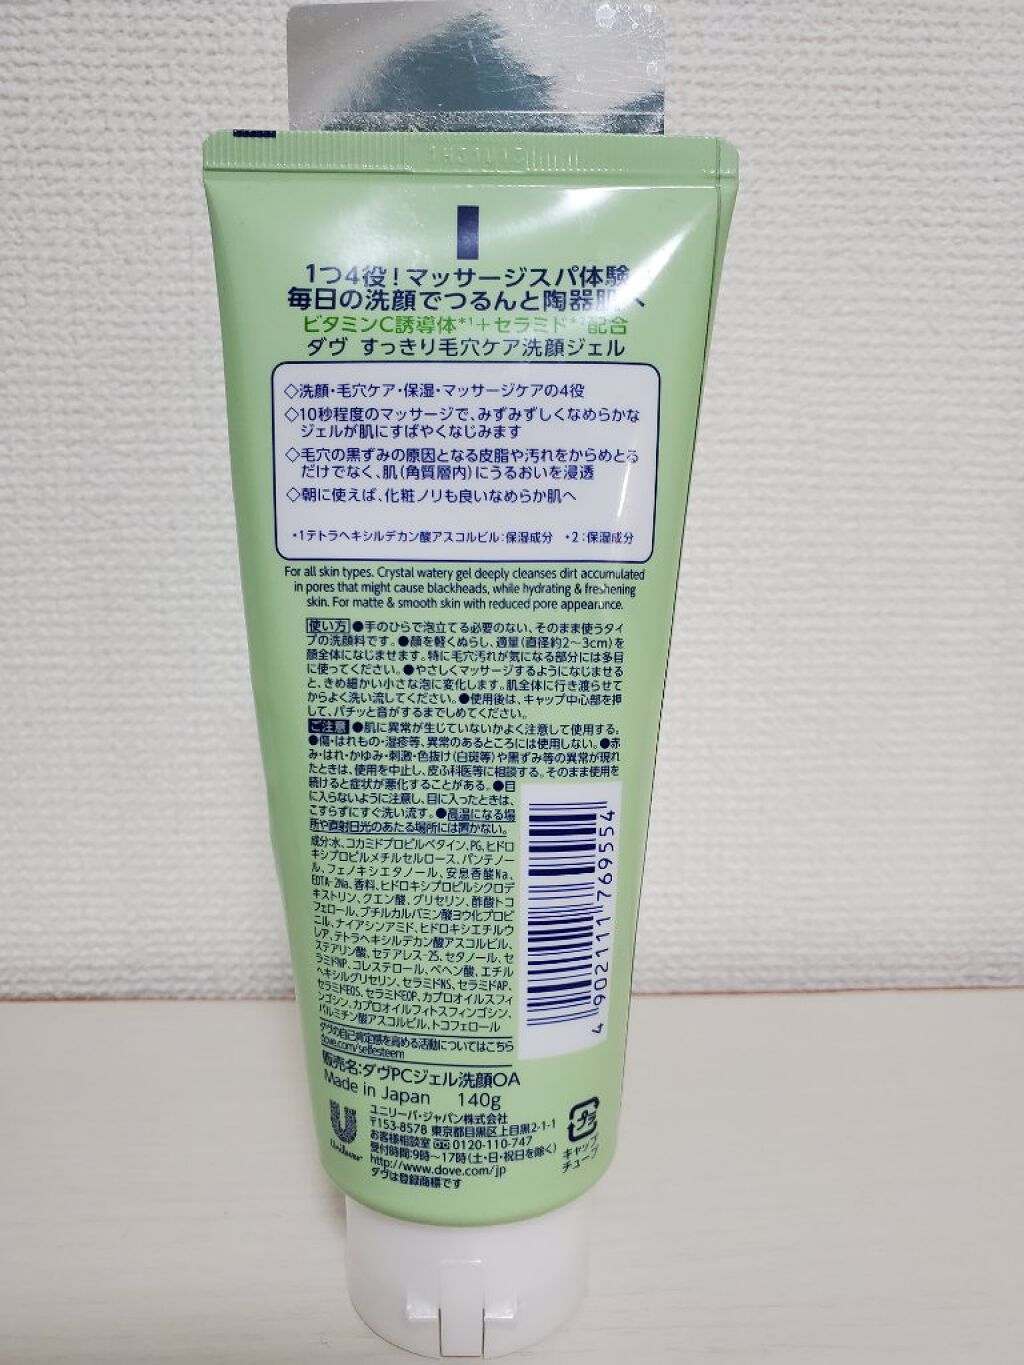 1つ4役!マッサージスパ体験
毎日の洗顔でつるんと陶器肌へ
ビタミンC誘導体*1+セラミド*2配合
ダヴ すっきり毛穴ケア洗顔ジェル
◇洗顔・毛穴ケア・保湿・マッサージケアの4役
◇10秒程度のマッサージで、みずみずしくなめらかな
ジェルが肌にすばやくなじみます
◇毛穴の黒ずみの原因となる皮脂や汚れをからめとる
だけでなく、肌(角質層内)にうるおいを浸透
◇朝に使えば、化粧ノリも良いなめらか肌へ
*1テトラヘキシルデカン酸アスコルビル:保湿成分 *2:保湿成分
For all skin types. Crystal watery gel deeply cleanses dirt accumulated
in pores that might cause blackheads, while hydrating & freshening
skin. For matte & smooth skin with reduced pore appearance.
使い方 ●手のひらで泡立てる必要のない、そのまま使うタイ
プの洗顔料です。●顔を軽くぬらし、適量(直径約2〜3cm)を
顔全体になじませます。特に毛穴汚れが気になる部分には多目
に使ってください。●やさしくマッサージするようになじませる
と、きめ細かい小さな泡に変化します。肌全体に行き渡らせて
からよく洗い流してください。●使用後は、キャップ中心部を押
して、パチッと音がするまでしめてください。
ご注意 ●肌に異常が生じていないかよく注意して使用する。
●傷・はれもの・湿疹等、異常のあるところには使用しない。●赤
み・はれ・かゆみ・刺激・色抜け(白斑等)や黒ずみ等の異常が現れ
たときは、使用を中止し、皮ふ科医等に相談する。そのまま使用を
続けると症状が悪化することがある。●目
に入らないように注意し、目に入ったときは、
こすらずにすぐ洗い流す。●高温になる場
所や直射日光のあたる場所には置かない。
成分:水、コカミドプロピルベタイン、PG、ヒドロ
キシプロピルメチルセルロース、パンテノー
ル、フェノキシエタノール、安息香酸Na、
EDTA-2Na、香料、ヒドロキシプロピルシクロデ
キストリン、クエン酸、グリセリン、酢酸トコ
フェロール、ブチルカルバミン酸ヨウ化プロピ
ニル、ナイアシンアミド、ヒドロキシエチルウ
レア、テトラヘキシルデカン酸アスコルビル、
ステアリン酸、セテアレス-25、セタノール、セ
ラミドNP、コレステロール、ベヘン酸、エチル
ヘキシルグリセリン、セラミドNS、セラミドAP、
セラミドEOS、セラミドEOP、カプロオイルスフィ
ンゴシン、カプロオイルフィトスフィンゴシン、
パルミチン酸アスコルビル、トコフェロール
ダヴの自己肯定感を高める活動についてはこちら
dove.com/selfesteem
販売名:ダヴPCジェル洗顔OA
Made in Japan 140g
Unilever
ユニリーバ・ジャパン株式会社
〒153-8578 東京都目黒区上目黒2-1-1
お客様相談室 0120-110-747
受付時間:9時〜17時(土・日・祝日を除く)
http://www.dove.com/jp
ダヴは登録商標です
プラ
キャップ
チューブ
4 902111 769554